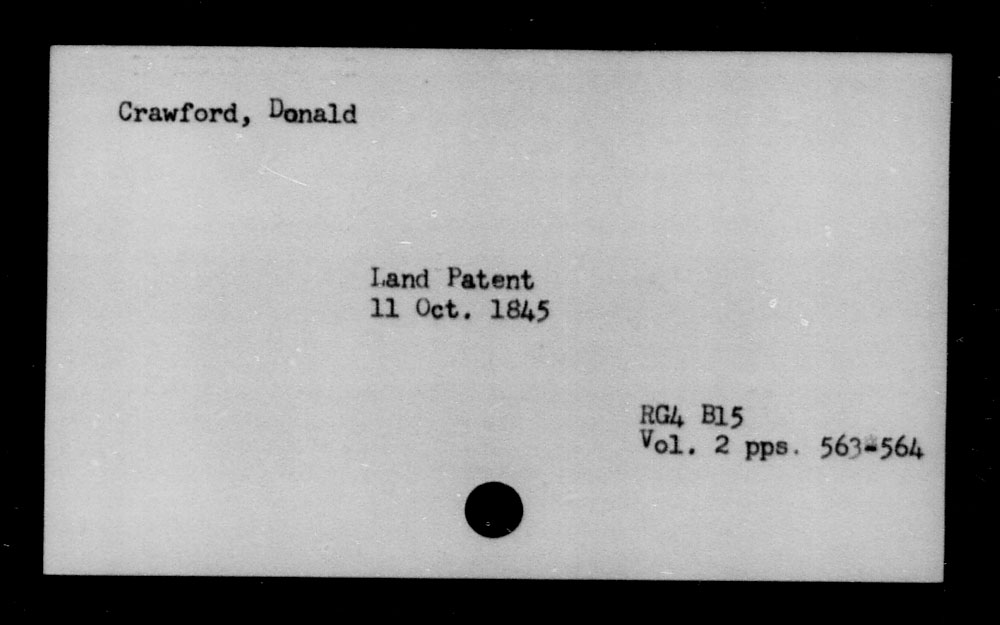 Crawford, Donald
Land Patent
11 Oct. 1845
RG4 B15
Vol. 2 pps. 563-564